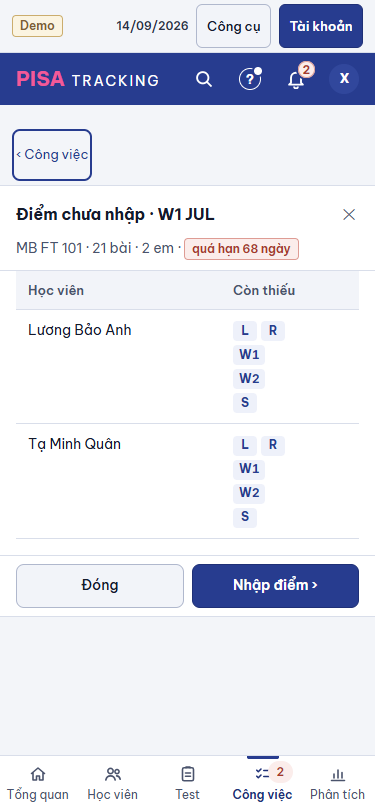 Demo 14/09/2026 Công cụ Tài khoản
PISA TRACKING ? 2 X
‹ Công việc
Điểm chưa nhập · W1 JUL
MB FT 101 · 21 bài · 2 em · quá hạn 68 ngày
Học viên Còn thiếu
Lương Bảo Anh L R
W1
W2
S
Tạ Minh Quân L R
W1
W2
S
Đóng Nhập điểm ›
2
Tổng quan Học viên Test Công việc Phân tích